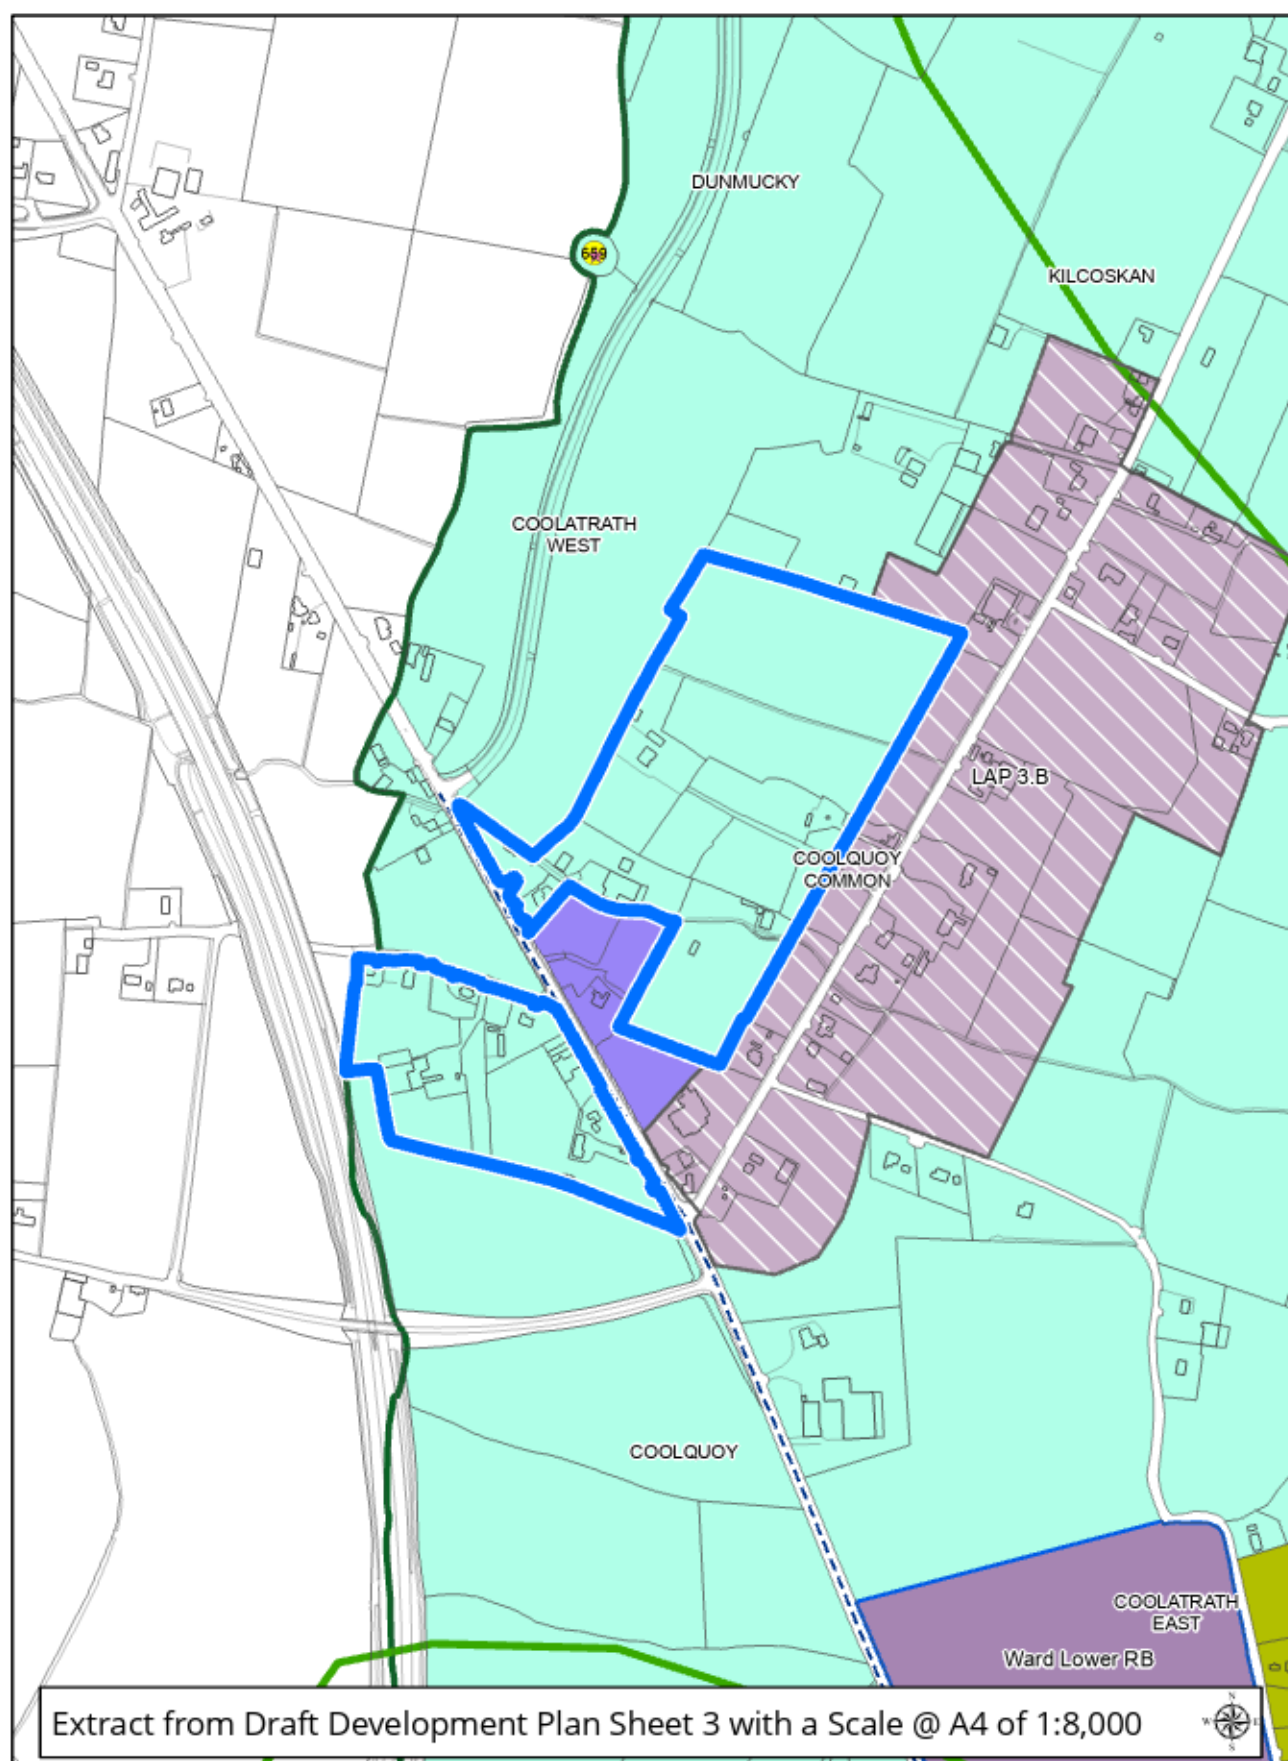 DUNMUCKY
659
KILCOSKAN
COOLATRATH
WEST
LAP 3.B
COOLQUOY
COMMON
COOLQUOY
COOLATRATH
EAST
Ward Lower RB
Extract from Draft Development Plan Sheet 3 with a Scale @ A4 of 1:8,000
N
W E
S